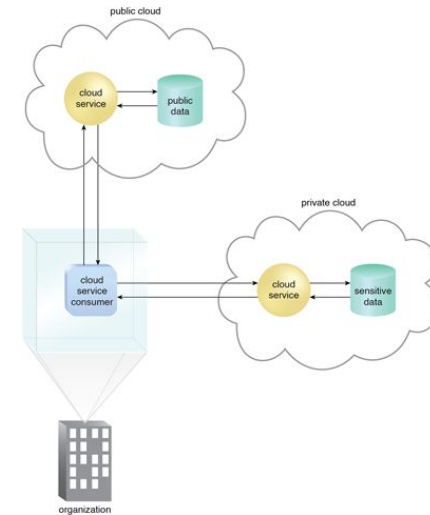 public cloud
cloud
service
public
data
private cloud
cloud
service
consumer
cloud
service
sensitive
data
organization